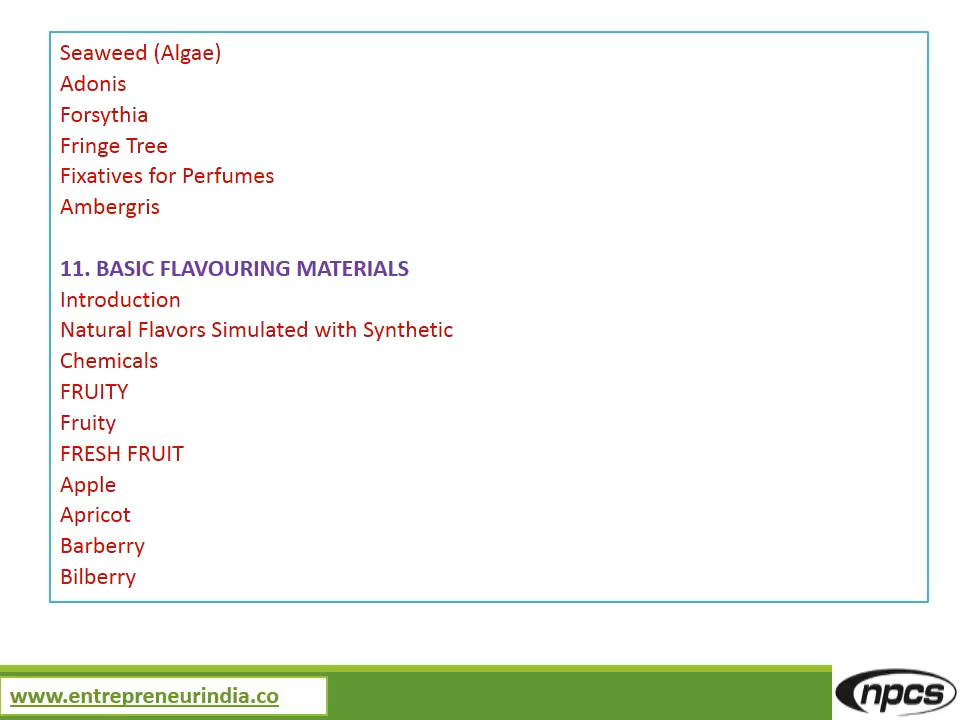 Seaweed (Algae)
Adonis
Forsythia
Fringe Tree
Fixatives for Perfumes
Ambergris
11. BASIC FLAVOURING MATERIALS
Introduction
Natural Flavors Simulated with Synthetic
Chemicals
FRUITY
Fruity
FRESH FRUIT
Apple
Apricot
Barberry
Bilberry
www.entrepreneurindia.co
npcs